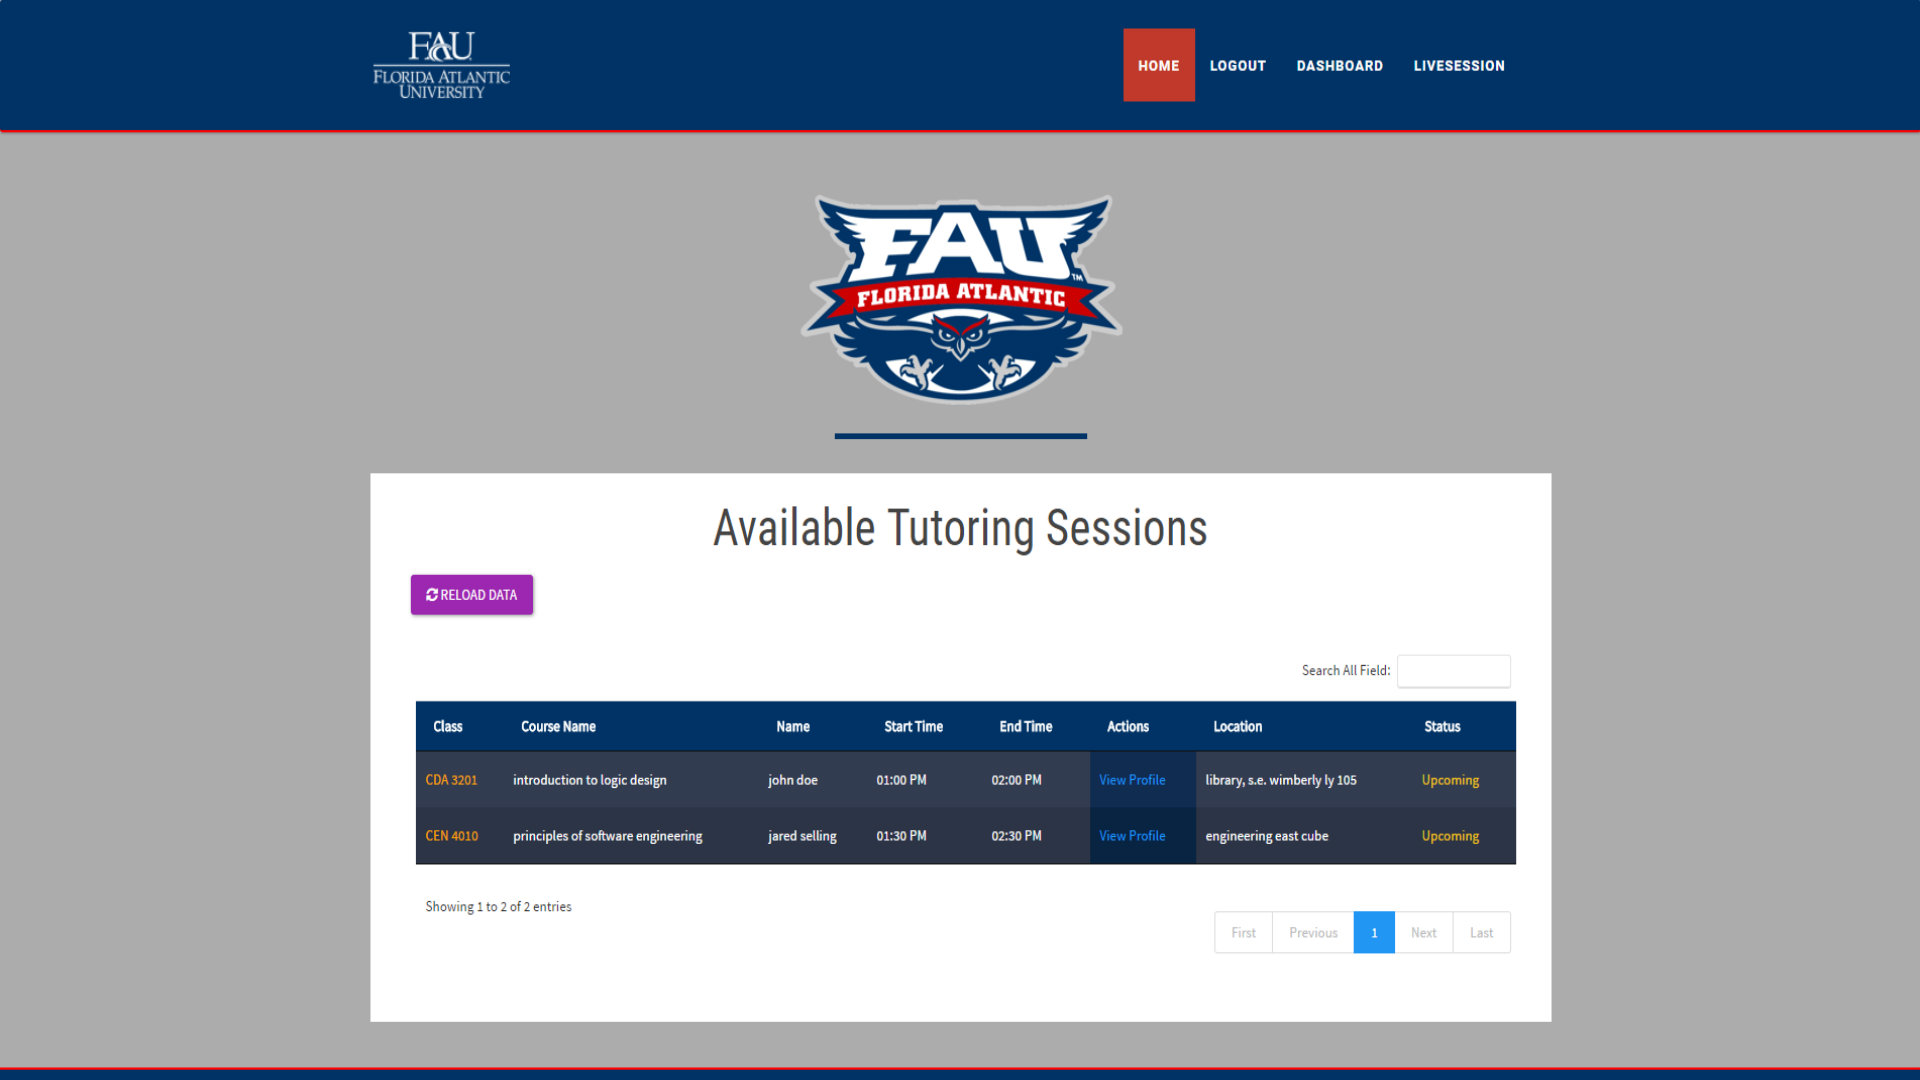 FAU
FLORIDA ATLANTIC
UNIVERSITY
HOME LOGOUT DASHBOARD LIVESESSION
FAU
TM
FLORIDA ATLANTIC
Available Tutoring Sessions
RELOAD DATA
Search All Field:
Class Course Name Name Start Time End Time Actions Location Status
CDA 3201 introduction to logic design john doe 01:00 PM 02:00 PM View Profile library, s.e. wimberly ly 105 Upcoming
CEN 4010 principles of software engineering jared selling 01:30 PM 02:30 PM View Profile engineering east cube Upcoming
Showing 1 to 2 of 2 entries
First Previous 1 Next Last